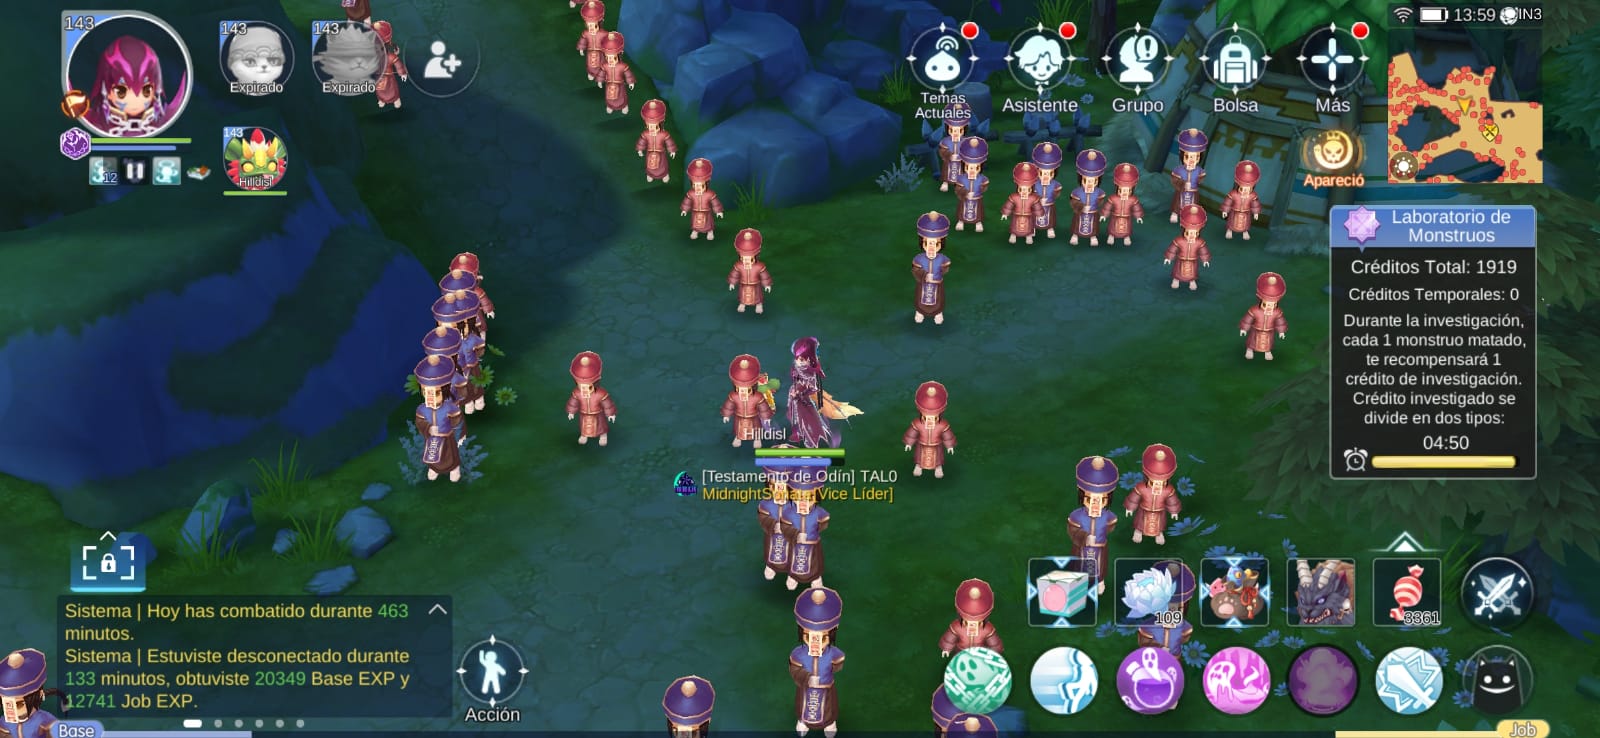 143
143
143
Expirado
Expirado
12
143
Hilldisl
Temas
Actuales
Asistente
Grupo
Bolsa
Más
13:59
IN3
Apareció
Laboratorio de
Monstruos
Créditos Total: 1919
Créditos Temporales: 0
Durante la investigación,
cada 1 monstruo matado,
te recompensará 1
crédito de investigación.
Crédito investigado se
divide en dos tipos:
04:50
Hilldisl
[Testamento de Odín] TAL0
[Vice Líder]
109
3361
Sistema | Hoy has combatido durante 463
minutos.
Sistema | Estuviste desconectado durante
133 minutos, obtuviste 20349 Base EXP y
12741 Job EXP.
Acción
Base
Job